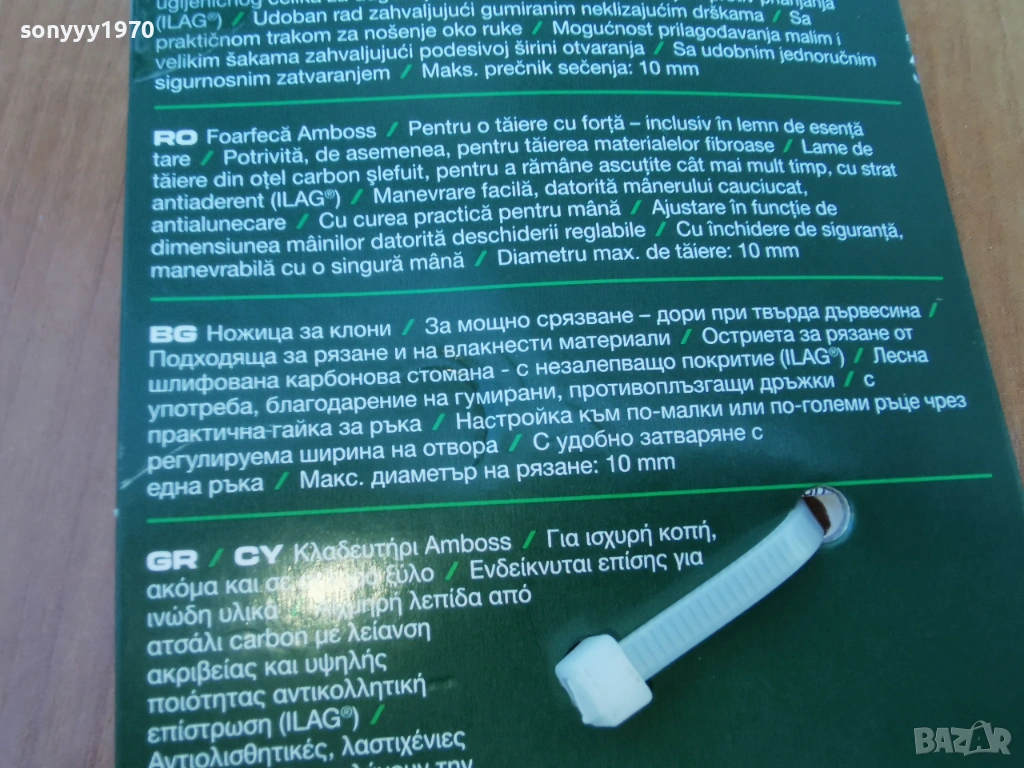 sonyyy1970
(ILAG®) / Udoban rad zahvaljujući gumiranim neklizajućim drškama / Sa
praktičnom trakom za nošenje oko ruke / Mogućnost prilagođavanja malim i
velikim šakama zahvaljujući podesivoj širini otvaranja / Sa udobnim jednoručnim
sigurnosnim zatvaranjem / Maks. prečnik sečenja: 10 mm
RO Foarfecă Amboss / Pentru o tăiere cu forță – inclusiv în lemn de esență
tare / Potrivită, de asemenea, pentru tăierea materialelor fibroase / Lame de
tăiere din oțel carbon șlefuit, pentru a rămâne ascuțite cât mai mult timp, cu strat
antiaderent (ILAG®) / Manevrare facilă, datorită mânerului cauciucat,
antialunecare / Cu curea practică pentru mână / Ajustare în funcție de
dimensiunea mâinilor datorită deschiderii reglabile / Cu închidere de siguranță,
manevrabilă cu o singură mână / Diametru max. de tăiere: 10 mm
BG Ножица за клони / За мощно срязване – дори при твърда дървесина /
Подходяща за рязане и на влакнести материали / Остриета за рязане от
шлифована карбонова стомана - с незалепващо покритие (ILAG®) / Лесна
употреба, благодарение на гумирани, противоплъзгащи дръжки / с
практична гайка за ръка / Настройка към по-малки или по-големи ръце чрез
регулируема ширина на отвора / С удобно затваряне с
една ръка / Макс. диаметър на рязане: 10 mm
GR / CY Κλαδευτήρι Amboss / Για ισχυρή κοπή,
ακόμα και σε ξύλο / Ενδείκνυται επίσης για
ινώδη υλικά / Αιχμηρή λεπίδα από
ατσάλι carbon με λείανση
ακριβείας και υψηλής
ποιότητας αντικολλητική
επίστρωση (ILAG®) /
Αντιολισθητικές, λαστιχένιες
BAZAR